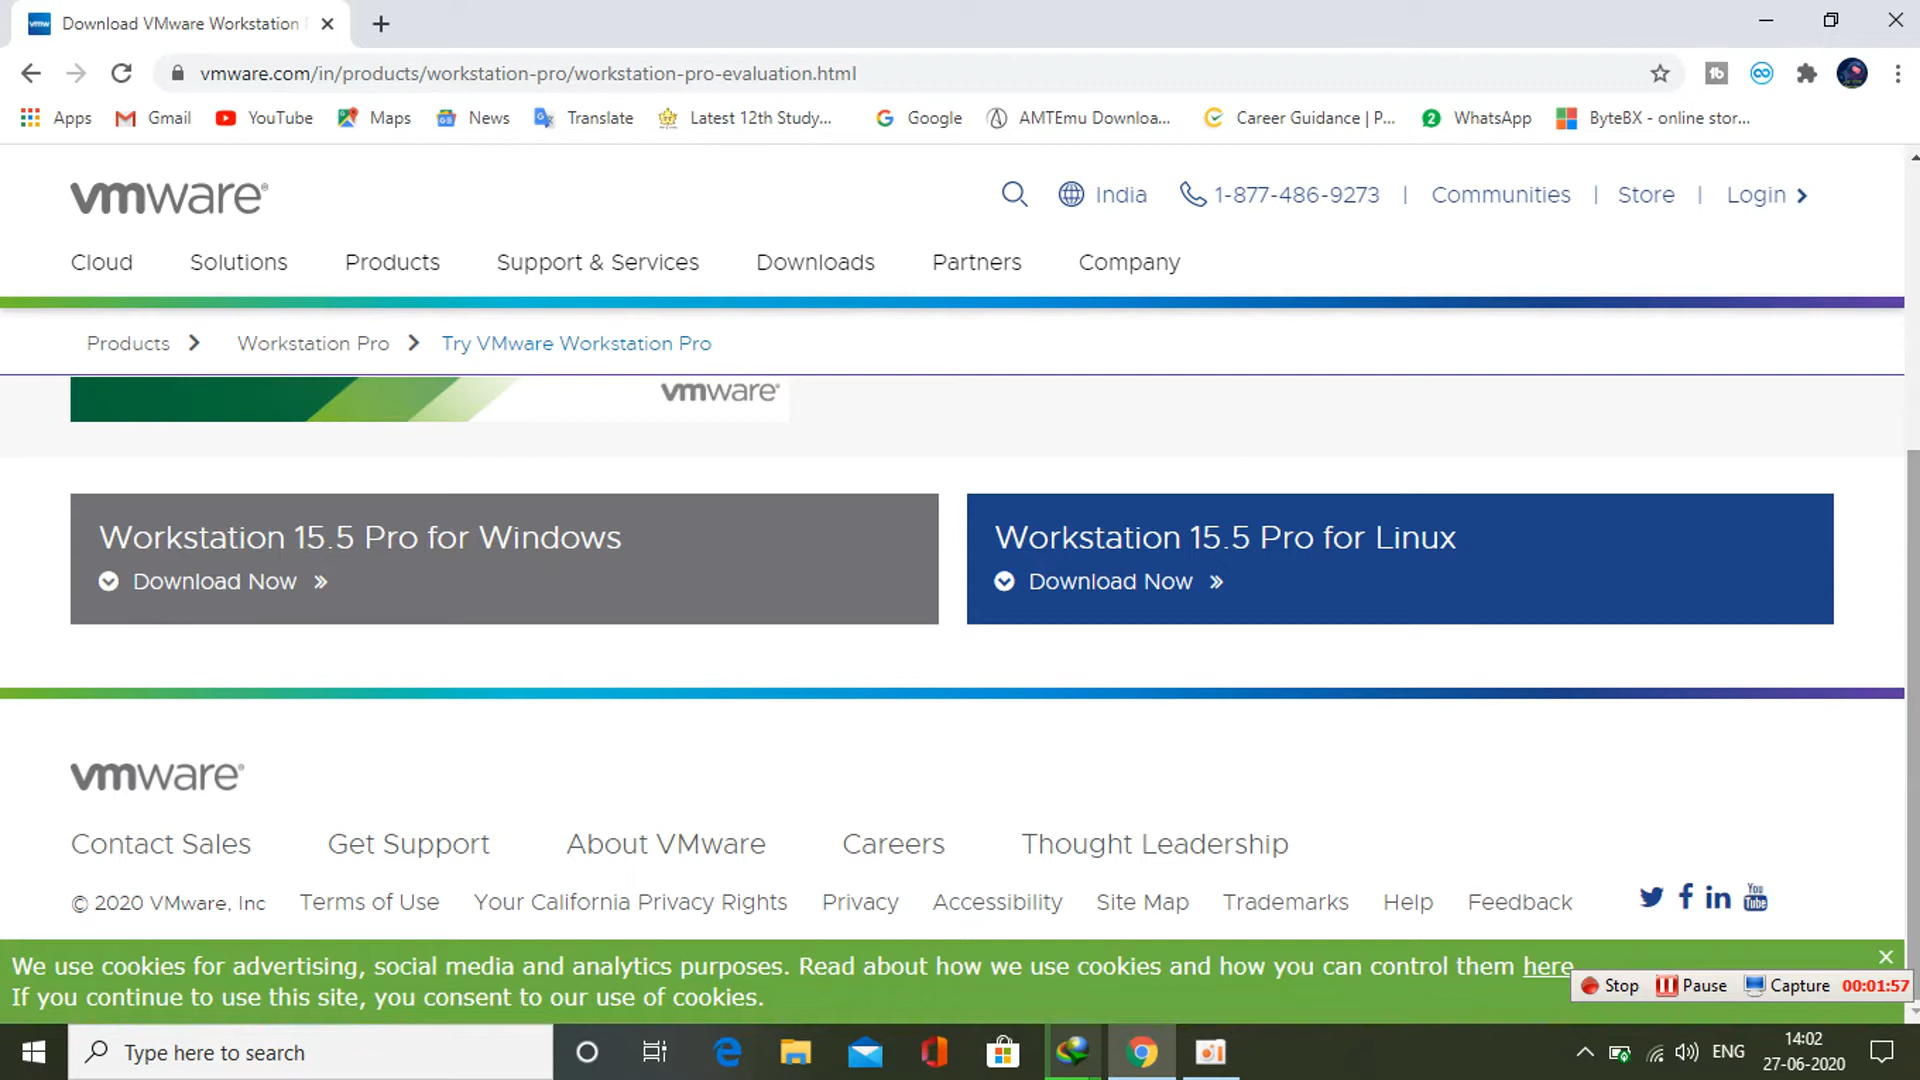 Download VMware Workstation
vmware.com/in/products/workstation-pro/workstation-pro-evaluation.html
Apps Gmail YouTube Maps News Translate Latest 12th Study... Google AMTEmu Downloa... Career Guidance | P... 2 WhatsApp ByteBX - online stor...
vmware® India 1-877-486-9273 | Communities | Store | Login
Cloud Solutions Products Support & Services Downloads Partners Company
Products Workstation Pro Try VMware Workstation Pro
vmware®
Workstation 15.5 Pro for Windows
Download Now »
Workstation 15.5 Pro for Linux
Download Now »
vmware®
Contact Sales Get Support About VMware Careers Thought Leadership
© 2020 VMware, Inc Terms of Use Your California Privacy Rights Privacy Accessibility Site Map Trademarks Help Feedback You Tube
We use cookies for advertising, social media and analytics purposes. Read about how we use cookies and how you can control them here
If you continue to use this site, you consent to our use of cookies.
Stop Pause Capture 00:01:57
Type here to search ENG 14:02
27-06-2020